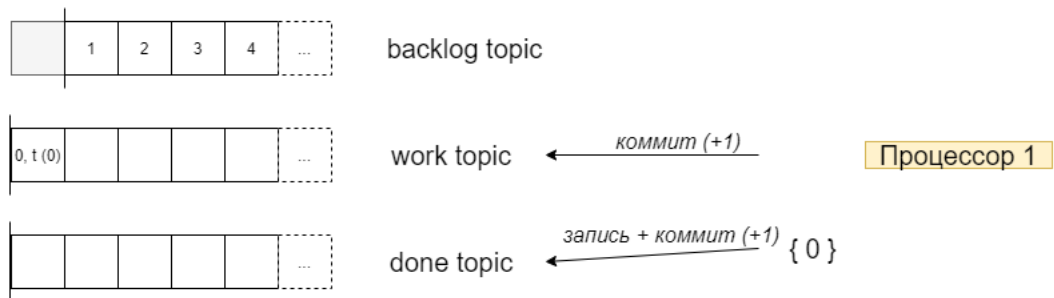 1 2 3 4 ... backlog topic
0, t (0) ... work topic коммит (+1) Процессор 1
... done topic запись + коммит (+1) { 0 }